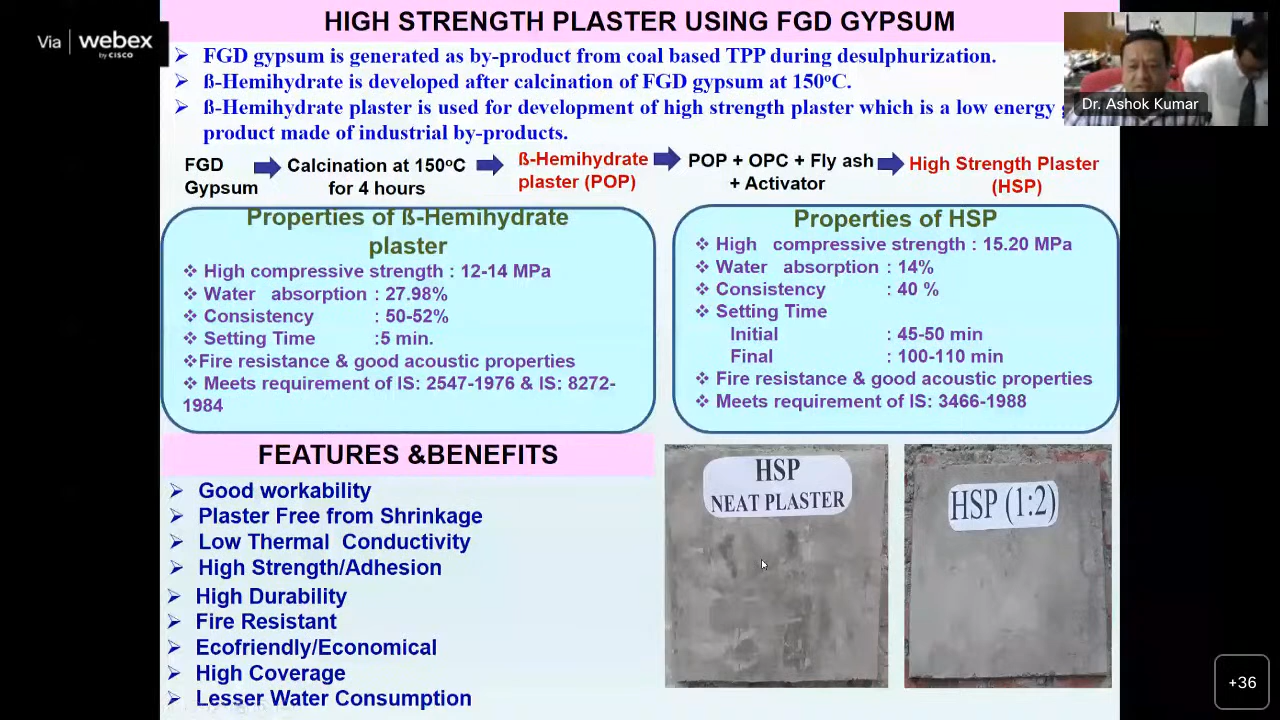 Via webex
by CISCO
HIGH STRENGTH PLASTER USING FGD GYPSUM
➢ FGD gypsum is generated as by-product from coal based TPP during desulphurization.
➢ ß-Hemihydrate is developed after calcination of FGD gypsum at 150ºC.
➢ ß-Hemihydrate plaster is used for development of high strength plaster which is a low energy
product made of industrial by-products.
Dr. Ashok Kumar
FGD
Gypsum
Calcination at 150ºC
for 4 hours
ß-Hemihydrate
plaster (POP)
POP + OPC + Fly ash
+ Activator
High Strength Plaster
(HSP)
Properties of ß-Hemihydrate
plaster
❖ High compressive strength : 12-14 MPa
❖ Water absorption : 27.98%
❖ Consistency : 50-52%
❖ Setting Time :5 min.
❖Fire resistance & good acoustic properties
❖ Meets requirement of IS: 2547-1976 & IS: 8272-
1984
Properties of HSP
❖ High compressive strength : 15.20 MPa
❖ Water absorption : 14%
❖ Consistency : 40 %
❖ Setting Time
Initial : 45-50 min
Final : 100-110 min
❖ Fire resistance & good acoustic properties
❖ Meets requirement of IS: 3466-1988
FEATURES &BENEFITS
➢ Good workability
➢ Plaster Free from Shrinkage
➢ Low Thermal Conductivity
➢ High Strength/Adhesion
➢ High Durability
➢ Fire Resistant
➢ Ecofriendly/Economical
➢ High Coverage
➢ Lesser Water Consumption
HSP
NEAT PLASTER
HSP (1:2)
+36